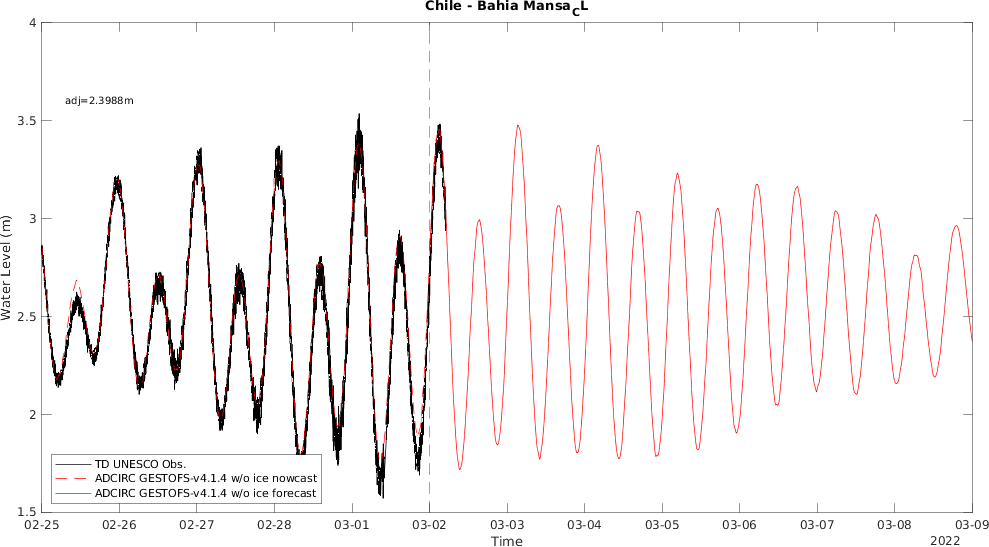 Chile - Bahia Mansa_CL
4
adj=2.3988m
3.5
3
Water Level (m)
2.5
2
TD UNESCO Obs.
ADCIRC GESTOFS-v4.1.4 w/o ice nowcast
ADCIRC GESTOFS-v4.1.4 w/o ice forecast
1.5
02-25 02-26 02-27 02-28 03-01 03-02 03-03 03-04 03-05 03-06 03-07 03-08 03-09
Time
2022